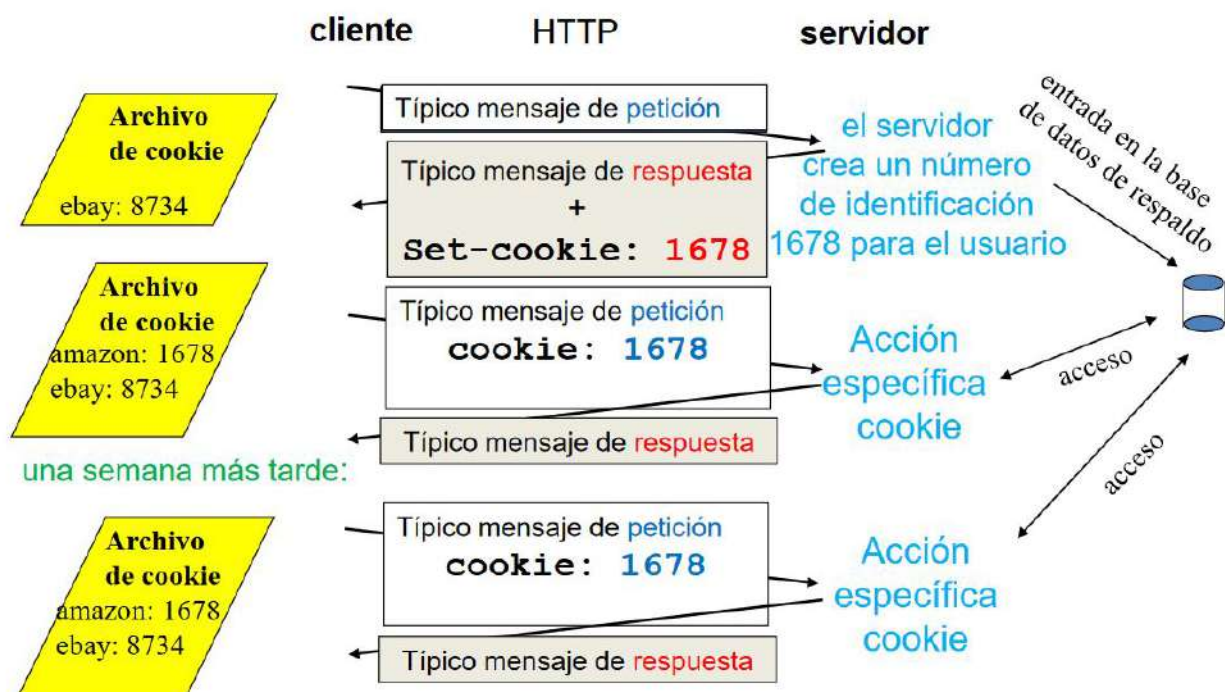 cliente
HTTP
servidor
Archivo
de cookie
ebay: 8734
Típico mensaje de petición
Típico mensaje de respuesta
+
Set-cookie: 1678
el servidor
crea un número
de identificación
1678 para el usuario
entrada en la base
de datos de respaldo
Archivo
de cookie
amazon: 1678
ebay: 8734
Típico mensaje de petición
cookie: 1678
Típico mensaje de respuesta
Acción
específica
cookie
acceso
una semana más tarde:
Archivo
de cookie
amazon: 1678
ebay: 8734
Típico mensaje de petición
cookie: 1678
Típico mensaje de respuesta
Acción
específica
cookie
acceso